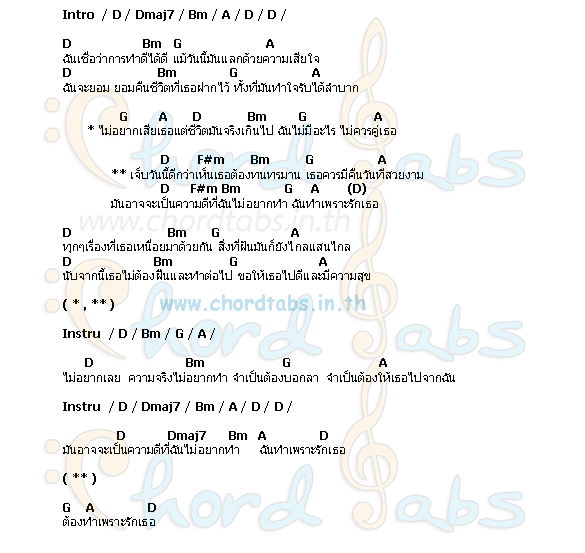 Intro / D / Dmaj7 / Bm / A / D / D /
D Bm G A
ฉันเชื่อว่าการทำดีได้ดี แม้วันนี้มันแลกด้วยความเสียใจ
D Bm G A
ฉันจะยอม ยอมคืนชีวิตที่เธอฝากไว้ ทั้งที่มันทำใจรับได้ลำบาก
G A D Bm G A
* ไม่อยากเสียเธอแต่ชีวิตมันจริงเกินไป ฉันไม่มีอะไร ไม่ควรคู่เธอ
D F#m Bm G A
** เจ็บวันนี้ดีกว่าเห็นเธอต้องทนทรมาน เธอควรมีคืนวันที่สวยงาม
D F#m Bm G A (D)
มันอาจจะเป็นความดีที่ฉันไม่อยากทำ ฉันทำเพราะรักเธอ
www.chordtabs.in.th
D Bm G A
ทุกๆเรื่องที่เธอเหนื่อยมาด้วยกัน สิ่งที่ฝันมันก็ยังไกลแสนไกล
D Bm G A
นับจากนี้เธอไม่ต้องฝืนและทำต่อไป ขอให้เธอไปดีและมีความสุข
( * , ** )
www.chordtabs.in.th
Instru / D / Bm / G / A /
D Bm G A
ไม่อยากเลย ความจริงไม่อยากทำ จำเป็นต้องบอกลา จำเป็นต้องให้เธอไปจากฉัน
Instru / D / Dmaj7 / Bm / A / D / D /
D Dmaj7 Bm A D
มันอาจจะเป็นความดีที่ฉันไม่อยากทำ ฉันทำเพราะรักเธอ
( ** )
G A D
ต้องทำเพราะรักเธอ